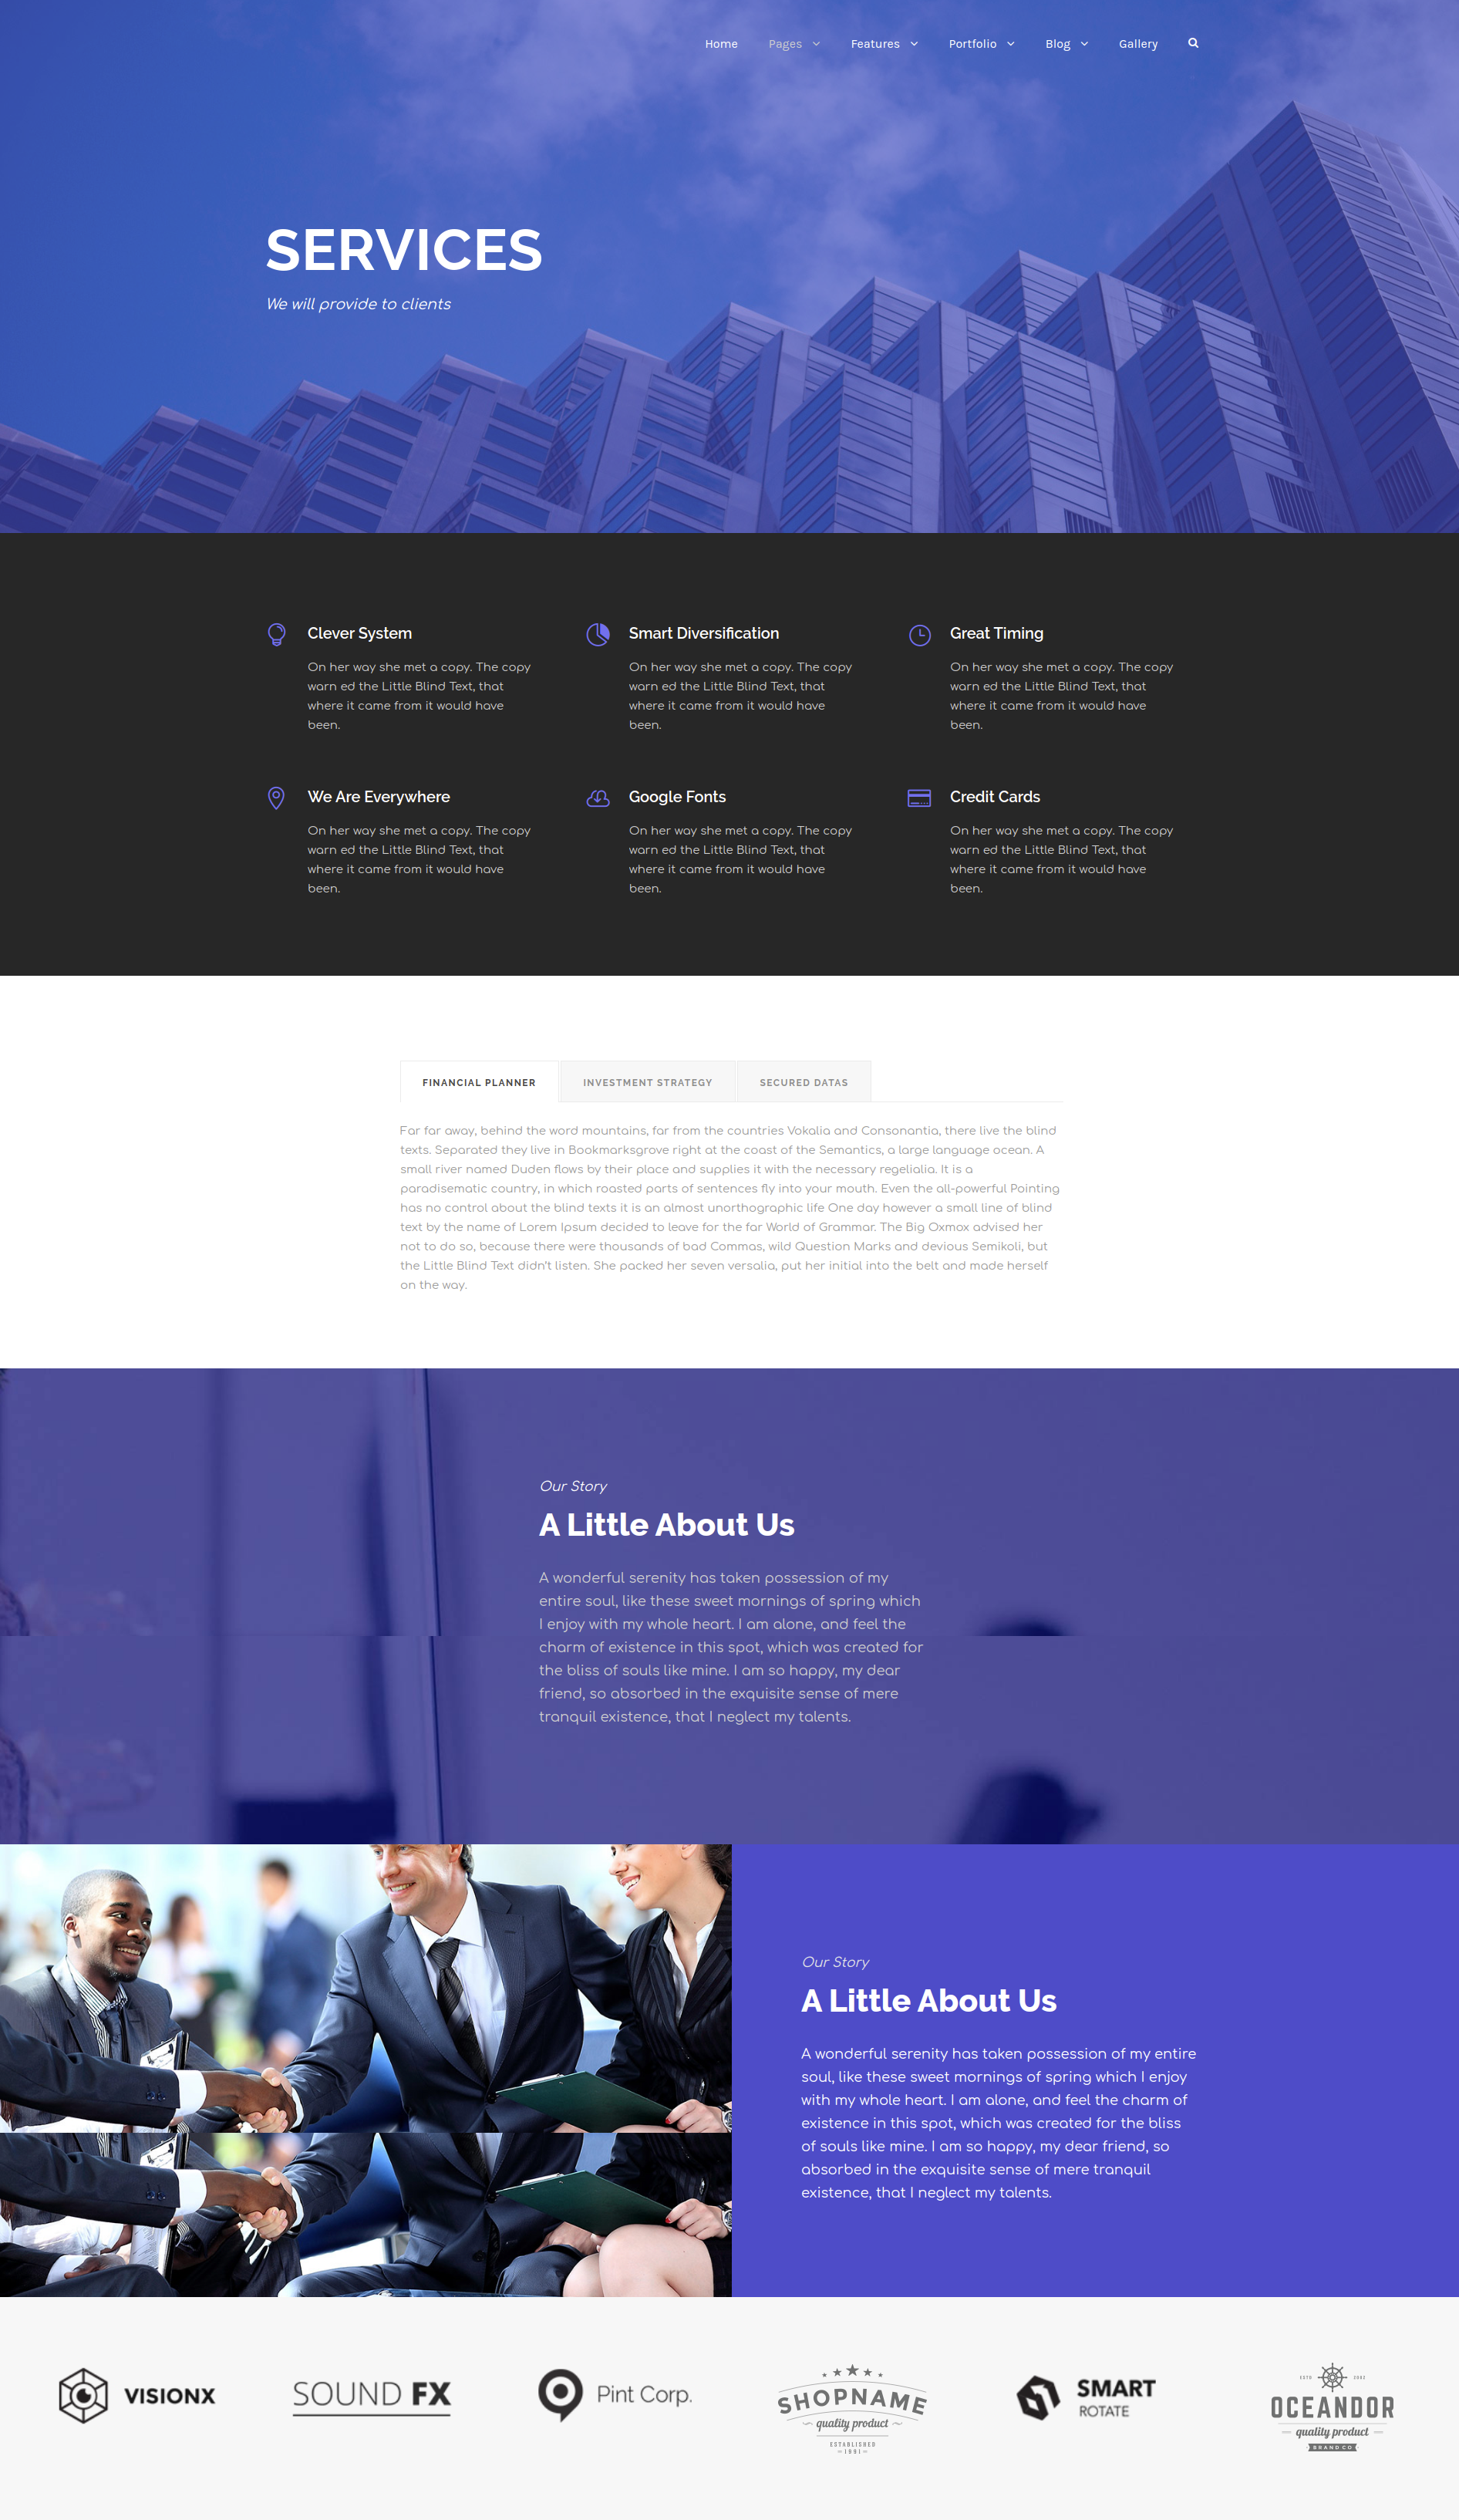 Home Pages Features Portfolio Blog Gallery
SERVICES
We will provide to clients
Clever System
On her way she met a copy. The copy
warn ed the Little Blind Text, that
where it came from it would have
been.
Smart Diversification
On her way she met a copy. The copy
warn ed the Little Blind Text, that
where it came from it would have
been.
Great Timing
On her way she met a copy. The copy
warn ed the Little Blind Text, that
where it came from it would have
been.
We Are Everywhere
On her way she met a copy. The copy
warn ed the Little Blind Text, that
where it came from it would have
been.
Google Fonts
On her way she met a copy. The copy
warn ed the Little Blind Text, that
where it came from it would have
been.
Credit Cards
On her way she met a copy. The copy
warn ed the Little Blind Text, that
where it came from it would have
been.
FINANCIAL PLANNER INVESTMENT STRATEGY SECURED DATAS
Far far away, behind the word mountains, far from the countries Vokalia and Consonantia, there live the blind
texts. Separated they live in Bookmarksgrove right at the coast of the Semantics, a large language ocean. A
small river named Duden flows by their place and supplies it with the necessary regelialia. It is a
paradisematic country, in which roasted parts of sentences fly into your mouth. Even the all-powerful Pointing
has no control about the blind texts it is an almost unorthographic life One day however a small line of blind
text by the name of Lorem Ipsum decided to leave for the far World of Grammar. The Big Oxmox advised her
not to do so, because there were thousands of bad Commas, wild Question Marks and devious Semikoli, but
the Little Blind Text didn't listen. She packed her seven versalia, put her initial into the belt and made herself
on the way.
Our Story
A Little About Us
A wonderful serenity has taken possession of my
entire soul, like these sweet mornings of spring which
I enjoy with my whole heart. I am alone, and feel the
charm of existence in this spot, which was created for
the bliss of souls like mine. I am so happy, my dear
friend, so absorbed in the exquisite sense of mere
tranquil existence, that I neglect my talents.
Our Story
A Little About Us
A wonderful serenity has taken possession of my entire
soul, like these sweet mornings of spring which I enjoy
with my whole heart. I am alone, and feel the charm of
existence in this spot, which was created for the bliss
of souls like mine. I am so happy, my dear friend, so
absorbed in the exquisite sense of mere tranquil
existence, that I neglect my talents.
VISIONX
SOUND FX
Pint Corp.
SHOPNAME
quality product
ESTABLISHED
1991
SMART
ROTATE
OCEANDOR
quality product
BRAND CO